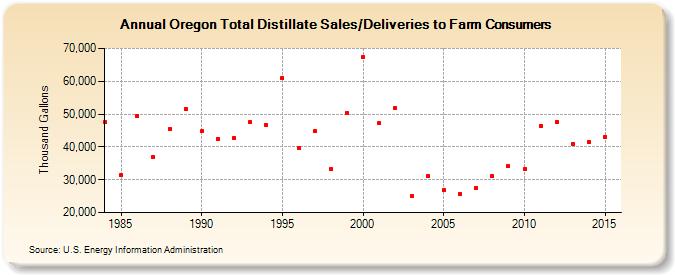 Annual Oregon Total Distillate Sales/Deliveries to Farm Consumers
Thousand Gallons
70,000
60,000
50,000
40,000
30,000
20,000
1985 1990 1995 2000 2005 2010 2015
Source: U.S. Energy Information Administration